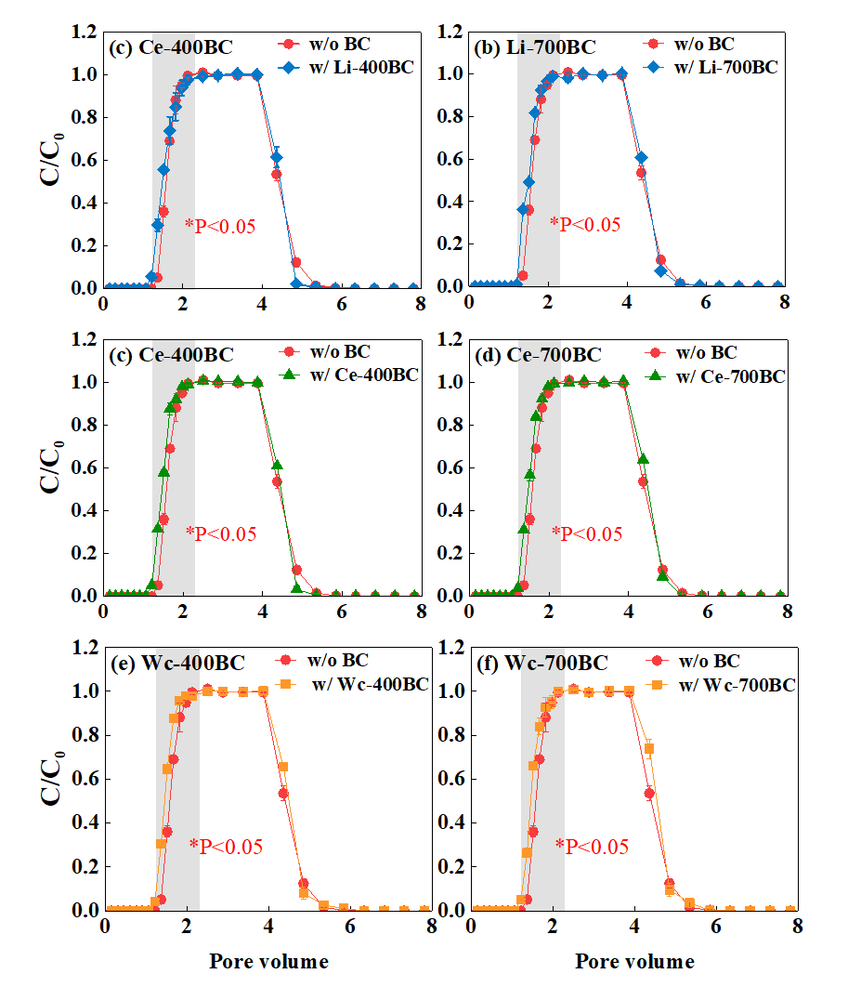 (c) Ce-400BC
w/o BC
w/ Li-400BC
*P<0.05
C/C0
1.2
1.0
0.8
0.6
0.4
0.2
0.0
0 2 4 6 8
(b) Li-700BC
w/o BC
w/ Li-700BC
*P<0.05
1.2
1.0
0.8
0.6
0.4
0.2
0.0
0 2 4 6 8
(c) Ce-400BC
w/o BC
w/ Ce-400BC
*P<0.05
C/C0
1.2
1.0
0.8
0.6
0.4
0.2
0.0
0 2 4 6 8
(d) Ce-700BC
w/o BC
w/ Ce-700BC
*P<0.05
1.2
1.0
0.8
0.6
0.4
0.2
0.0
0 2 4 6 8
(e) Wc-400BC
w/o BC
w/ Wc-400BC
*P<0.05
C/C0
1.2
1.0
0.8
0.6
0.4
0.2
0.0
0 2 4 6 8
Pore volume
(f) Wc-700BC
w/o BC
w/ Wc-700BC
*P<0.05
1.2
1.0
0.8
0.6
0.4
0.2
0.0
0 2 4 6 8
Pore volume